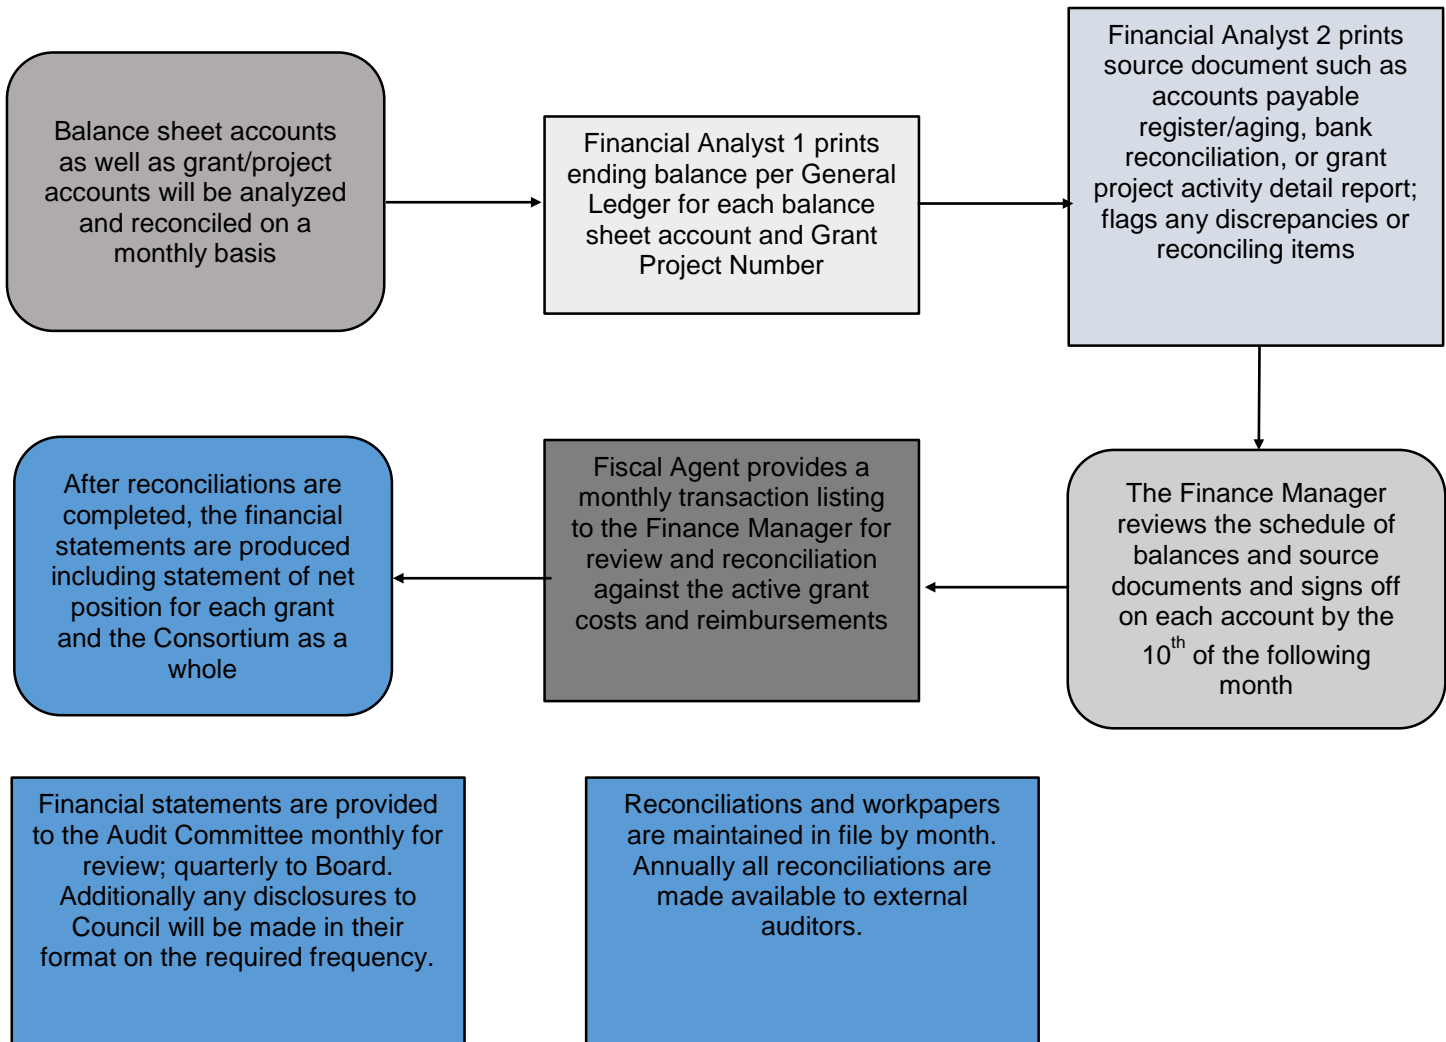 Balance sheet accounts
as well as grant/project
accounts will be analyzed
and reconciled on a
monthly basis
Financial Analyst 1 prints
ending balance per General
Ledger for each balance
sheet account and Grant
Project Number
Financial Analyst 2 prints
source document such as
accounts payable
register/aging, bank
reconciliation, or grant
project activity detail report;
flags any discrepancies or
reconciling items
The Finance Manager
reviews the schedule of
balances and source
documents and signs off
on each account by the
10th of the following
month
Fiscal Agent provides a
monthly transaction listing
to the Finance Manager for
review and reconciliation
against the active grant
costs and reimbursements
After reconciliations are
completed, the financial
statements are produced
including statement of net
position for each grant
and the Consortium as a
whole
Financial statements are provided
to the Audit Committee monthly for
review; quarterly to Board.
Additionally any disclosures to
Council will be made in their
format on the required frequency.
Reconciliations and workpapers
are maintained in file by month.
Annually all reconciliations are
made available to external
auditors.